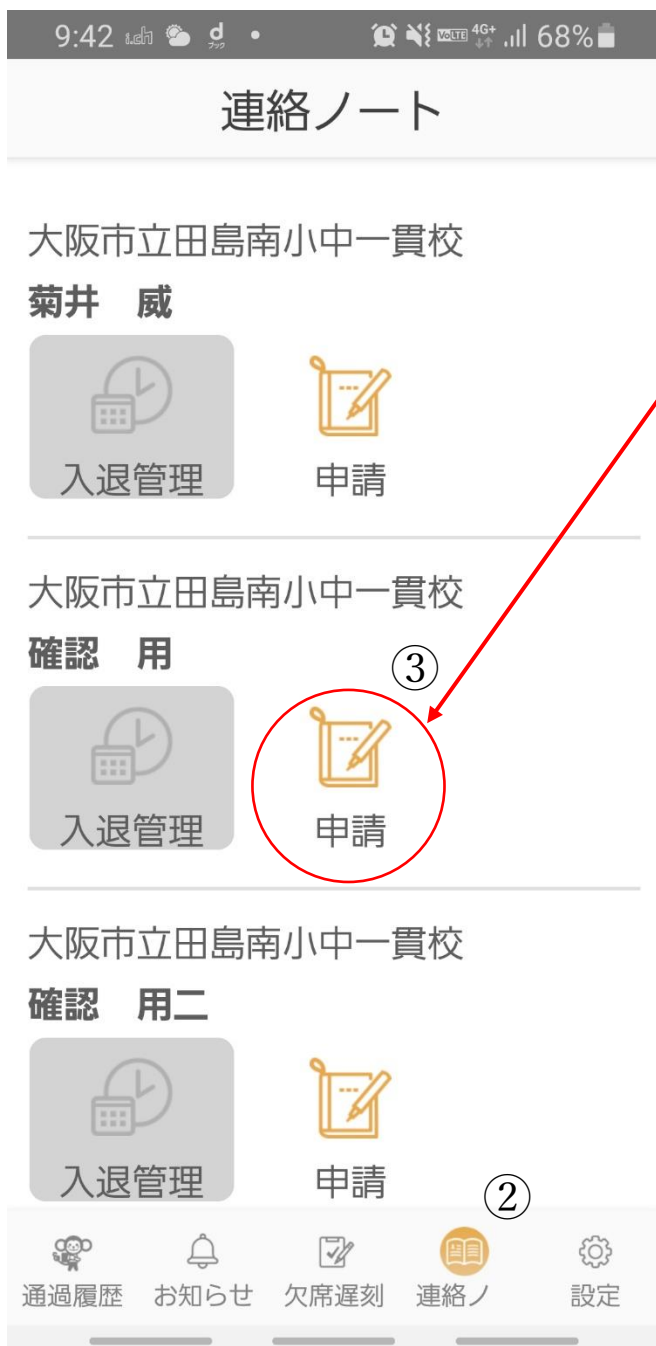 9:42 68%
連絡ノート
大阪市立田島南小中一貫校
菊井 威
入退管理 申請
大阪市立田島南小中一貫校
確認 用
③
入退管理 申請
大阪市立田島南小中一貫校
確認 用二
入退管理 申請
②
通過履歴 お知らせ 欠席遅刻 連絡ノ 設定